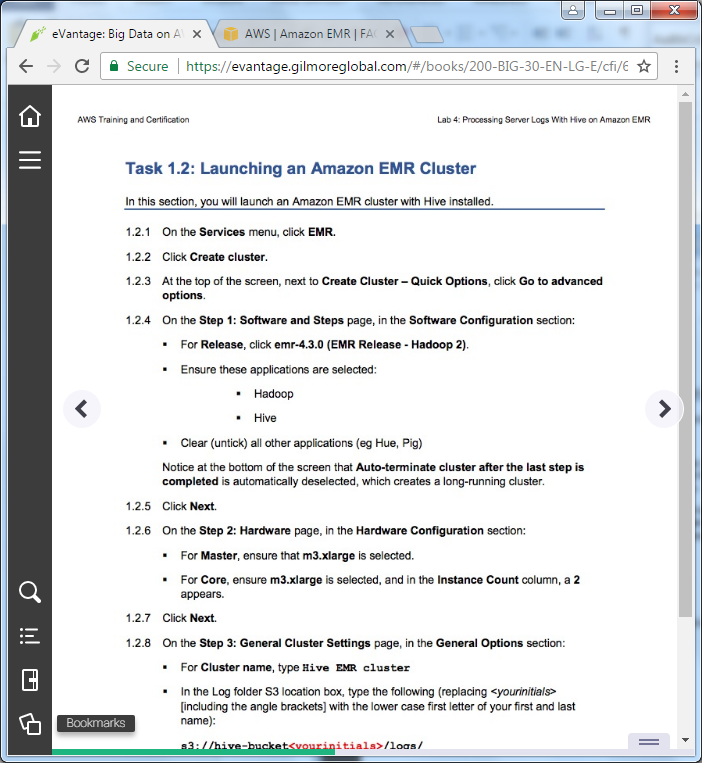 eVantage: Big Data on A
AWS | Amazon EMR | FA
Secure https://evantage.gilmoreglobal.com/#/books/200-BIG-30-EN-LG-E/cfi/6
AWS Training and Certification
Lab 4: Processing Server Logs With Hive on Amazon EMR
Task 1.2: Launching an Amazon EMR Cluster
In this section, you will launch an Amazon EMR cluster with Hive installed.
1.2.1 On the Services menu, click EMR.
1.2.2 Click Create cluster.
1.2.3 At the top of the screen, next to Create Cluster – Quick Options, click Go to advanced
options.
1.2.4 On the Step 1: Software and Steps page, in the Software Configuration section:
▪ For Release, click emr-4.3.0 (EMR Release - Hadoop 2).
▪ Ensure these applications are selected:
▪ Hadoop
▪ Hive
▪ Clear (untick) all other applications (eg Hue, Pig)
Notice at the bottom of the screen that Auto-terminate cluster after the last step is
completed is automatically deselected, which creates a long-running cluster.
1.2.5 Click Next.
1.2.6 On the Step 2: Hardware page, in the Hardware Configuration section:
▪ For Master, ensure that m3.xlarge is selected.
▪ For Core, ensure m3.xlarge is selected, and in the Instance Count column, a 2
appears.
1.2.7 Click Next.
1.2.8 On the Step 3: General Cluster Settings page, in the General Options section:
▪ For Cluster name, type Hive EMR cluster
▪ In the Log folder S3 location box, type the following (replacing <yourinitials>
[including the angle brackets] with the lower case first letter of your first and last
name):
s3://hive-bucket<yourinitials>/logs/
Bookmarks